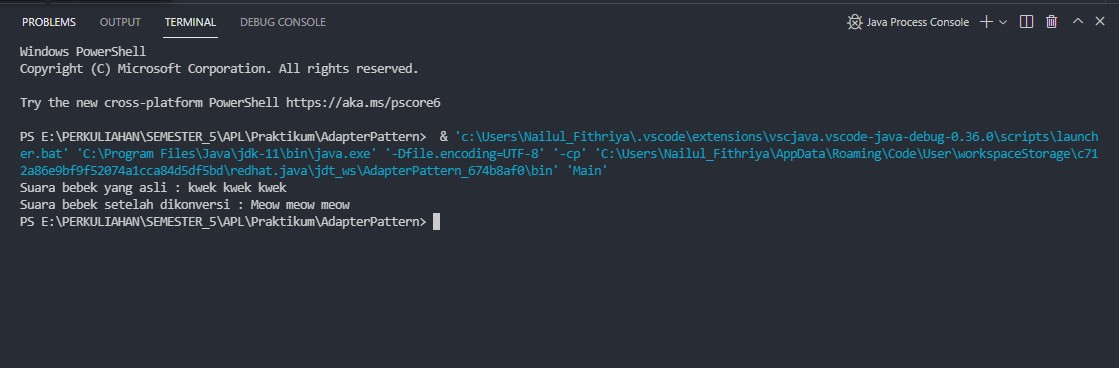 PROBLEMS OUTPUT TERMINAL DEBUG CONSOLE Java Process Console
Windows PowerShell
Copyright (C) Microsoft Corporation. All rights reserved.
Try the new cross-platform PowerShell https://aka.ms/pscore6
PS E:\PERKULIAHAN\SEMESTER_5\APL\Praktikum\AdapterPattern>  & 'c:\Users\Nailul_Fithriya\.vscode\extensions\vscjava.vscode-java-debug-0.36.0\scripts\launch
er.bat' 'C:\Program Files\Java\jdk-11\bin\java.exe' '-Dfile.encoding=UTF-8' '-cp' 'C:\Users\Nailul_Fithriya\AppData\Roaming\Code\User\workspaceStorage\c71
2a86e9bf9f52074a1cca84d5df5bd\redhat.java\jdt_ws\AdapterPattern_674b8af0\bin' 'Main'
Suara bebek yang asli : kwek kwek kwek
Suara bebek setelah dikonversi : Meow meow meow
PS E:\PERKULIAHAN\SEMESTER_5\APL\Praktikum\AdapterPattern>